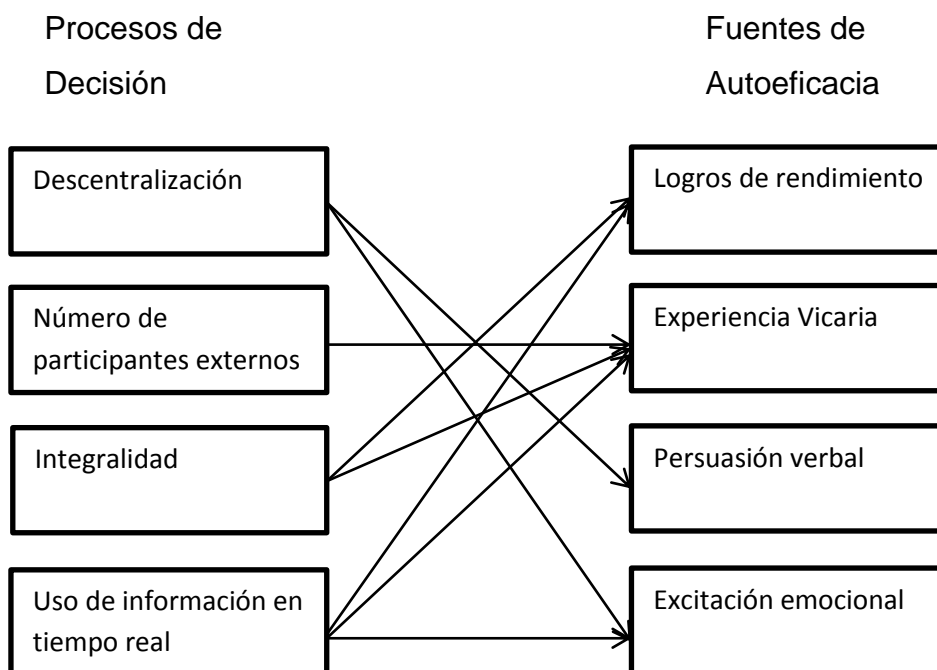 Procesos de
Decisión
Fuentes de
Autoeficacia
Descentralización
Logros de rendimiento
Número de
participantes externos
Experiencia Vicaria
Integralidad
Persuasión verbal
Uso de información en
tiempo real
Excitación emocional